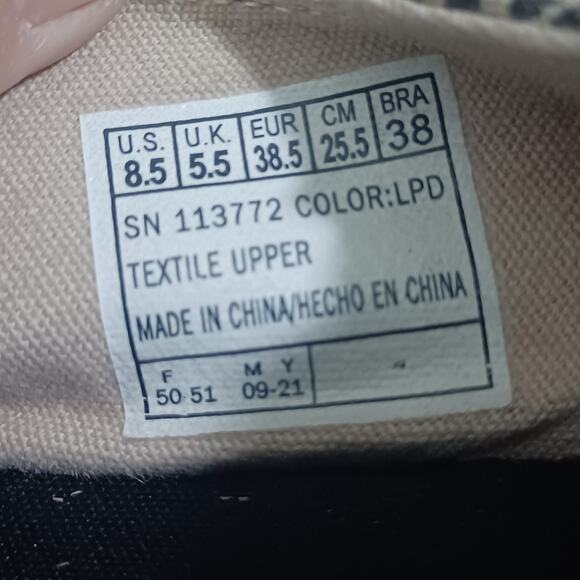 U.S. U.K. EUR CM BRA
8.5 5.5 38.5 25.5 38
SN 113772 COLOR:LPD
TEXTILE UPPER
MADE IN CHINA/HECHO EN CHINA
F M Y
50-51 09-21